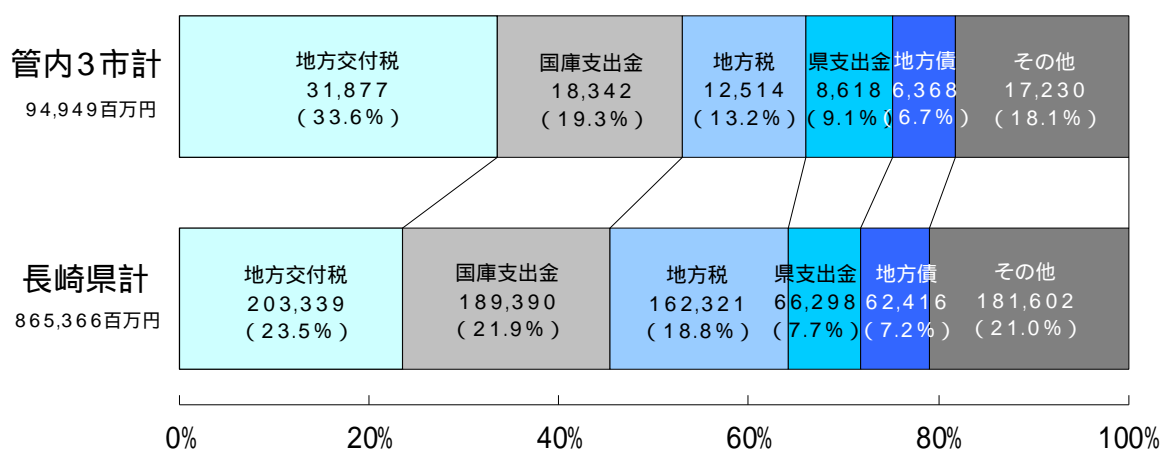 管内3市計
94,949百万円
地方交付税
31,877
(33.6%)
国庫支出金
18,342
(19.3%)
地方税
12,514
(13.2%)
県支出金
8,618
(9.1%)
地方債
6,368
(6.7%)
その他
17,230
(18.1%)
長崎県計
865,366百万円
地方交付税
203,339
(23.5%)
国庫支出金
189,390
(21.9%)
地方税
162,321
(18.8%)
県支出金
66,298
(7.7%)
地方債
62,416
(7.2%)
その他
181,602
(21.0%)
0% 20% 40% 60% 80% 100%